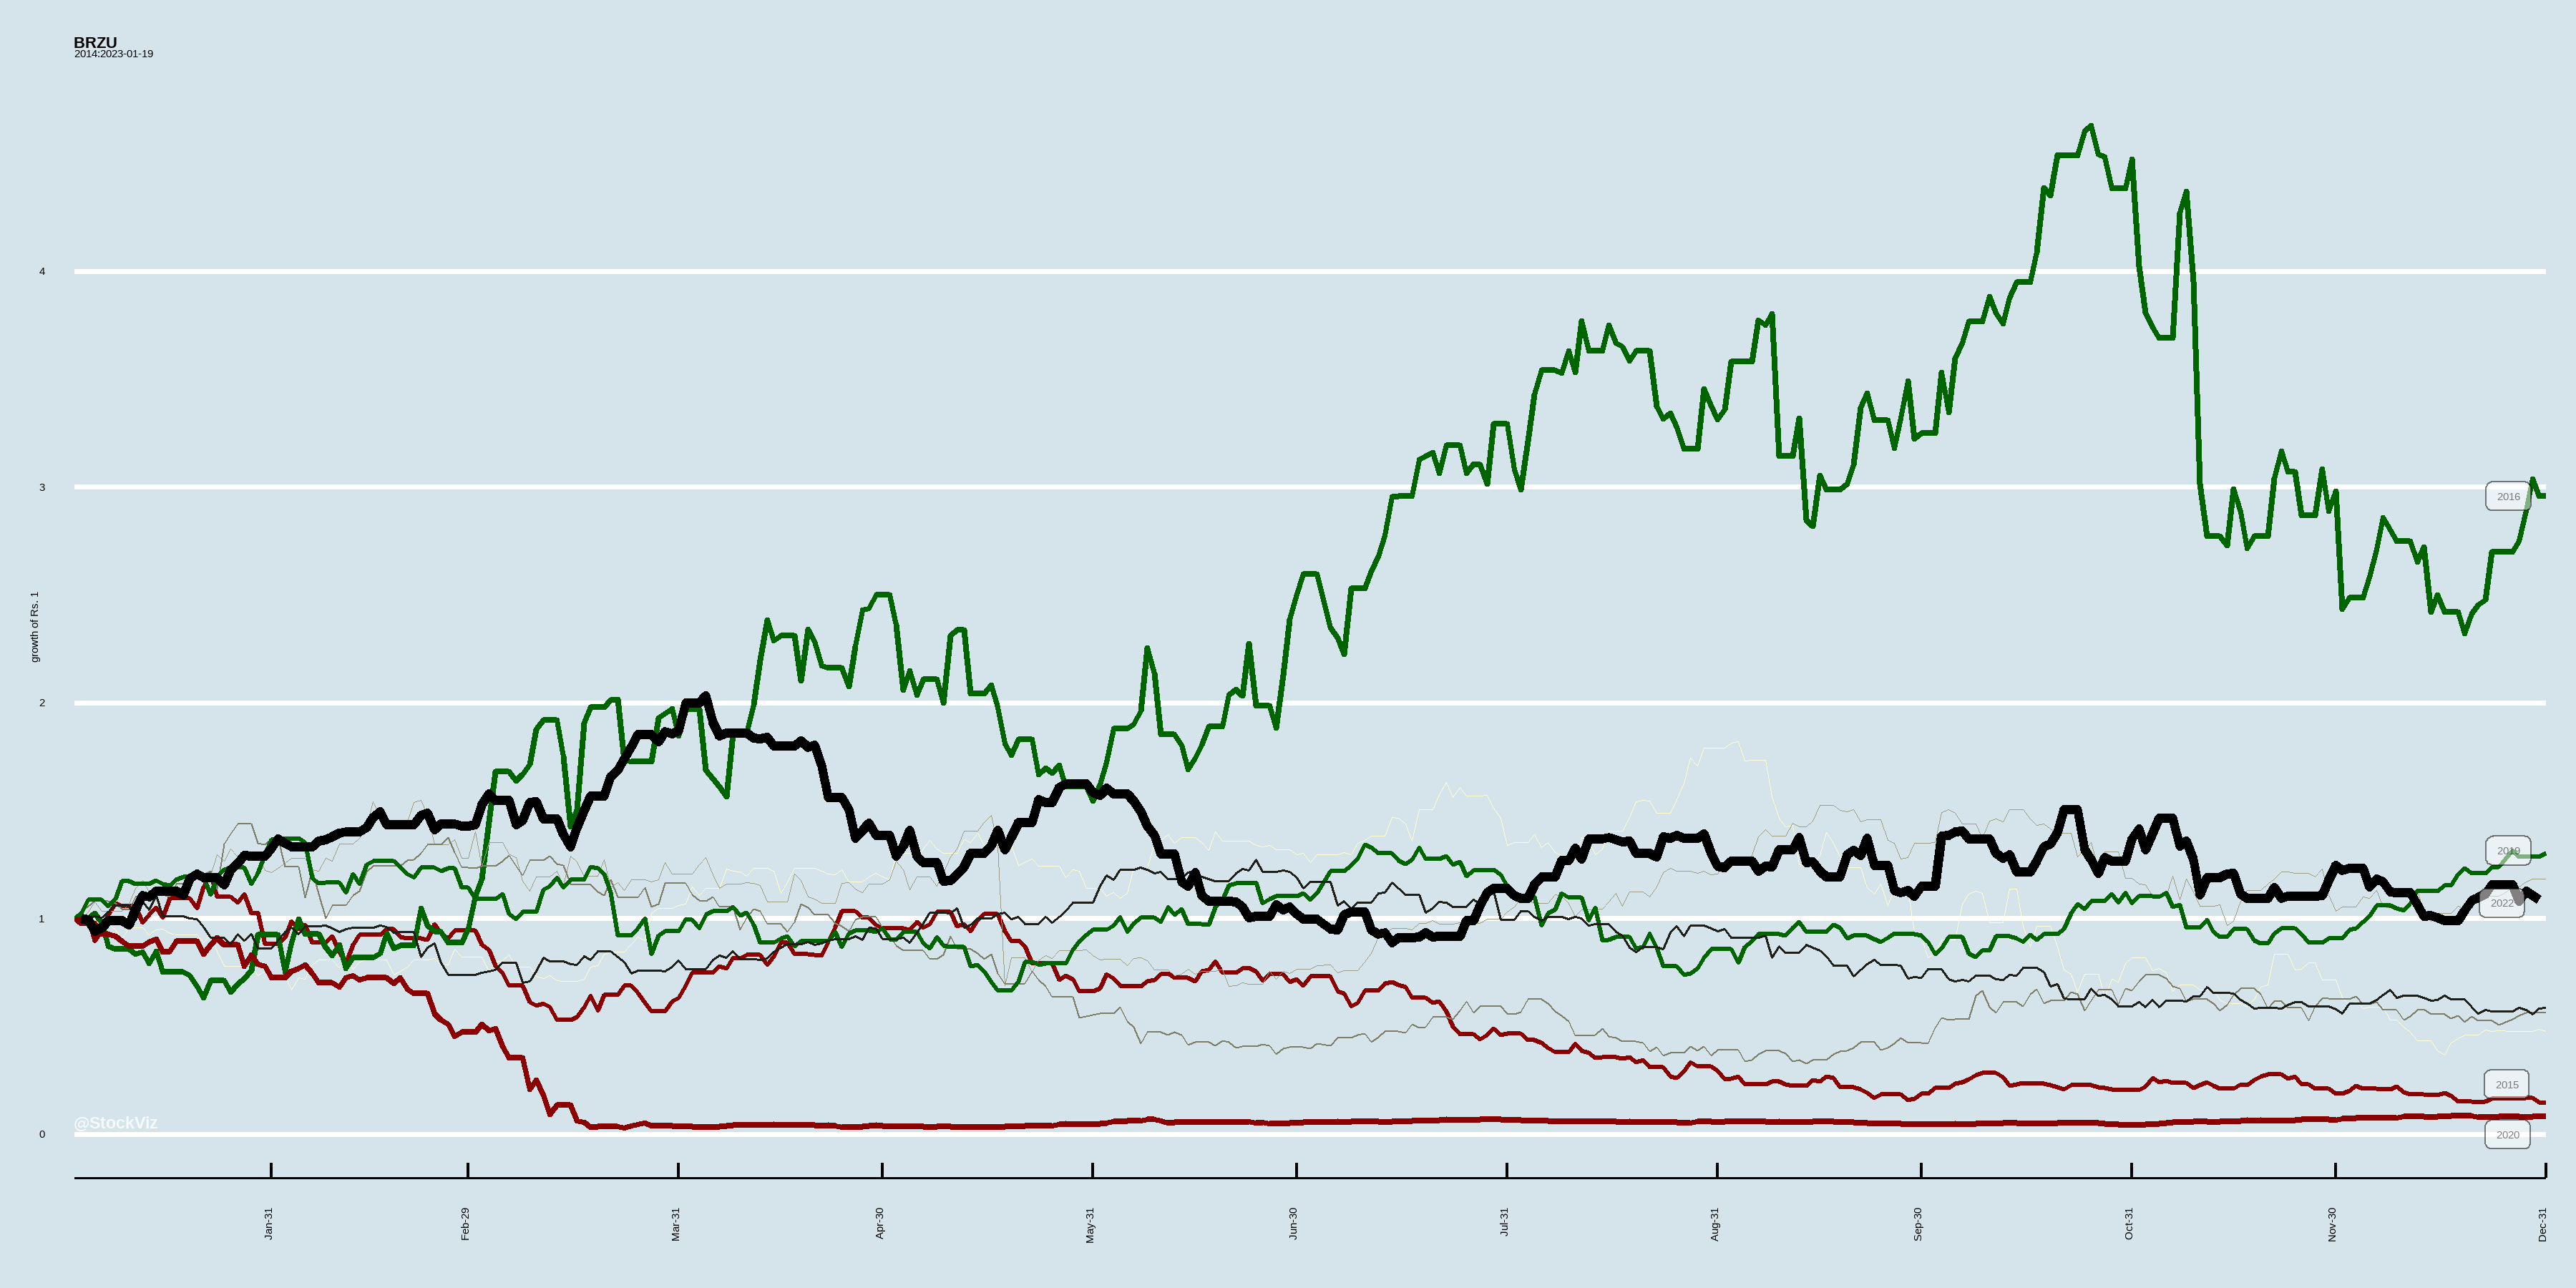 BRZU
2014:2023-01-19
growth of Rs. 1
4
3
2
1
0
2016
2019
2022
2015
2020
@StockViz
Jan-31
Feb-29
Mar-31
Apr-30
May-31
Jun-30
Jul-31
Aug-31
Sep-30
Oct-31
Nov-30
Dec-31